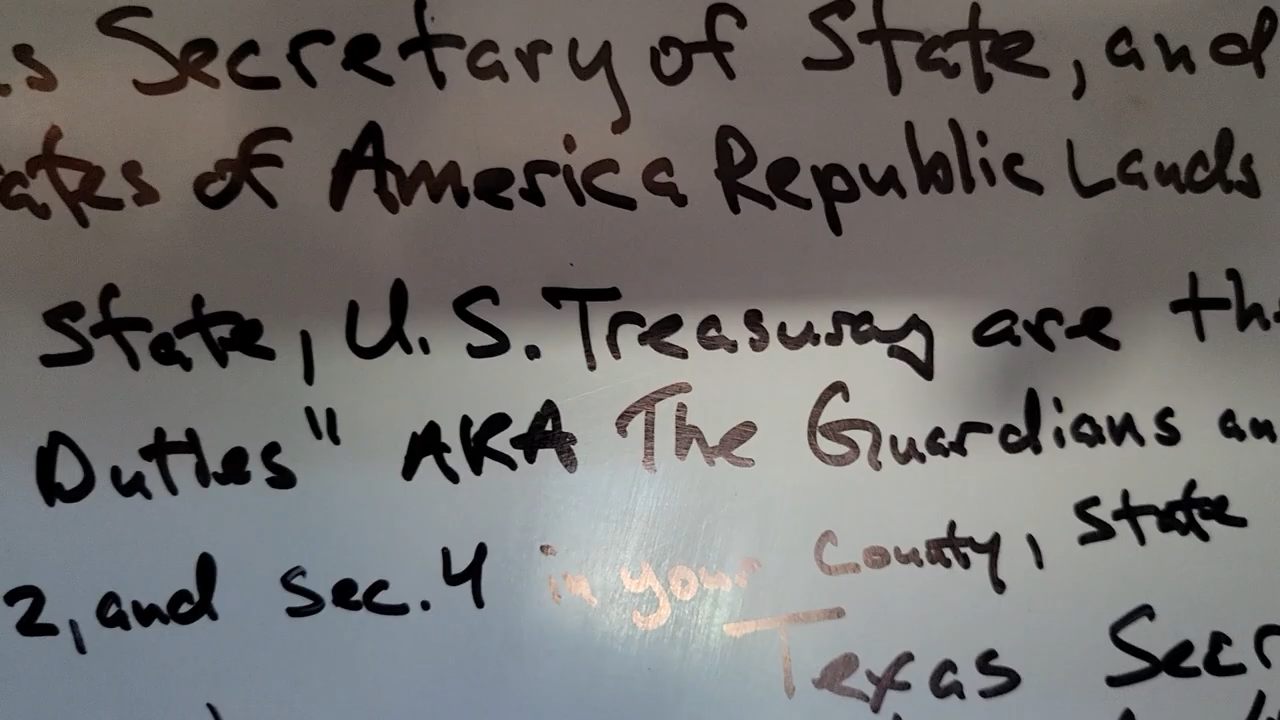 .s Secretary of State, and
ates of America Republic Lands
State, U.S. Treasuray are th
Duties" AKA The Guardians an
2, and Sec. 4 in your County, State
Texas Secr